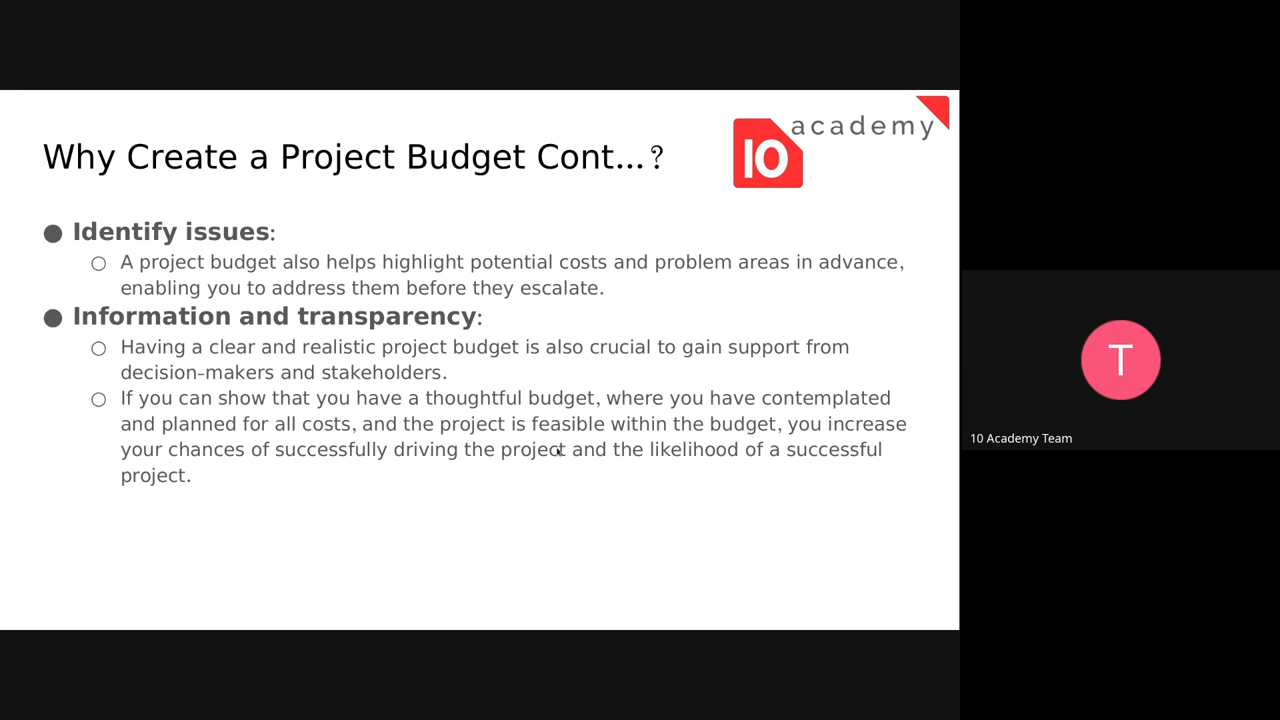 academy
10
Why Create a Project Budget Cont...?
● Identify issues:
○ A project budget also helps highlight potential costs and problem areas in advance,
enabling you to address them before they escalate.
● Information and transparency:
○ Having a clear and realistic project budget is also crucial to gain support from
decision-makers and stakeholders.
○ If you can show that you have a thoughtful budget, where you have contemplated
and planned for all costs, and the project is feasible within the budget, you increase
your chances of successfully driving the project and the likelihood of a successful
project.
T
10 Academy Team